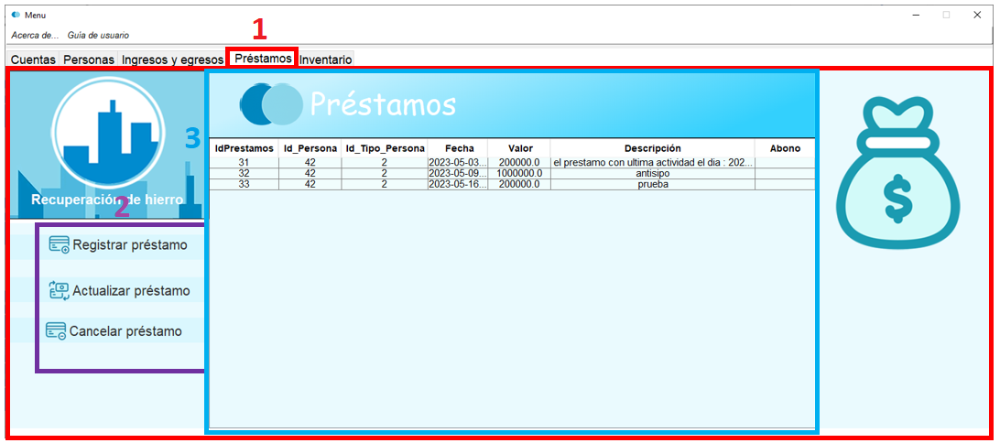 Menu
Acerca de... Guía de usuario
1
Cuentas Personas Ingresos y egresos Préstamos Inventario
Préstamos
3
Recuperación de hierro
2
Registrar préstamo
Actualizar préstamo
Cancelar préstamo
IdPrestamos Id_Persona Id_Tipo_Persona Fecha Valor Descripción Abono
31 42 2 2023-05-03... 200000.0 el prestamo con ultima actividad el dia : 202...
32 42 2 2023-05-09... 1000000.0 antisipo
33 42 2 2023-05-16... 200000.0 prueba
$